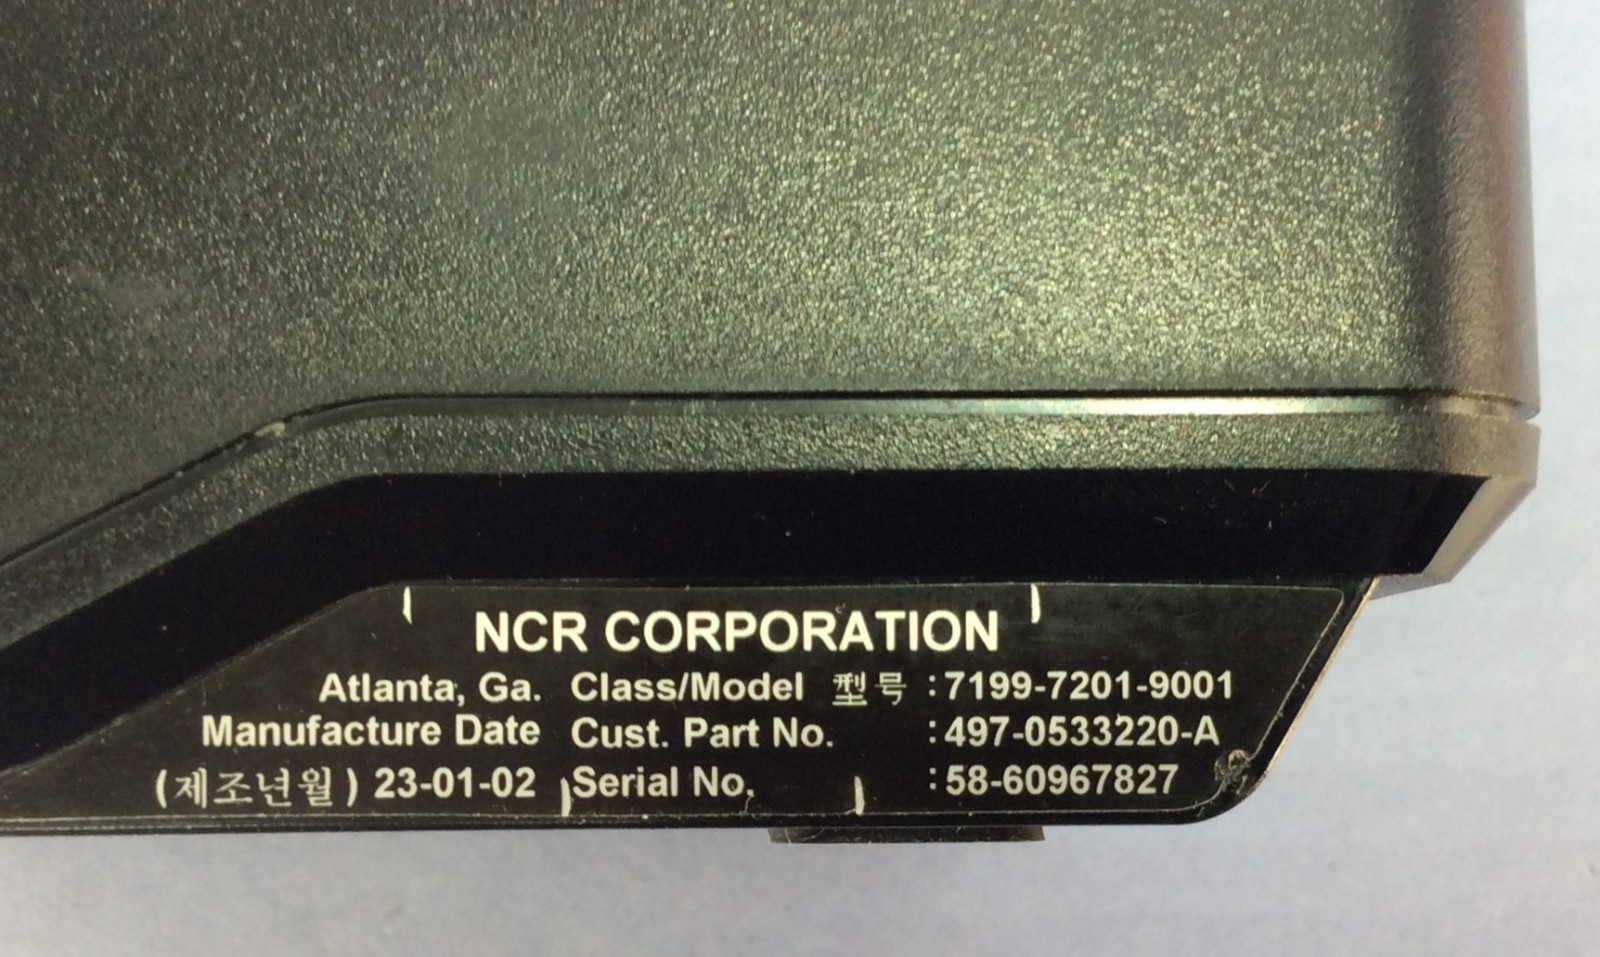 NCR CORPORATION
Atlanta, Ga. Class/Model 型号 :7199-7201-9001
Manufacture Date Cust. Part No. :497-0533220-A
(제조년월) 23-01-02 Serial No. :58-60967827